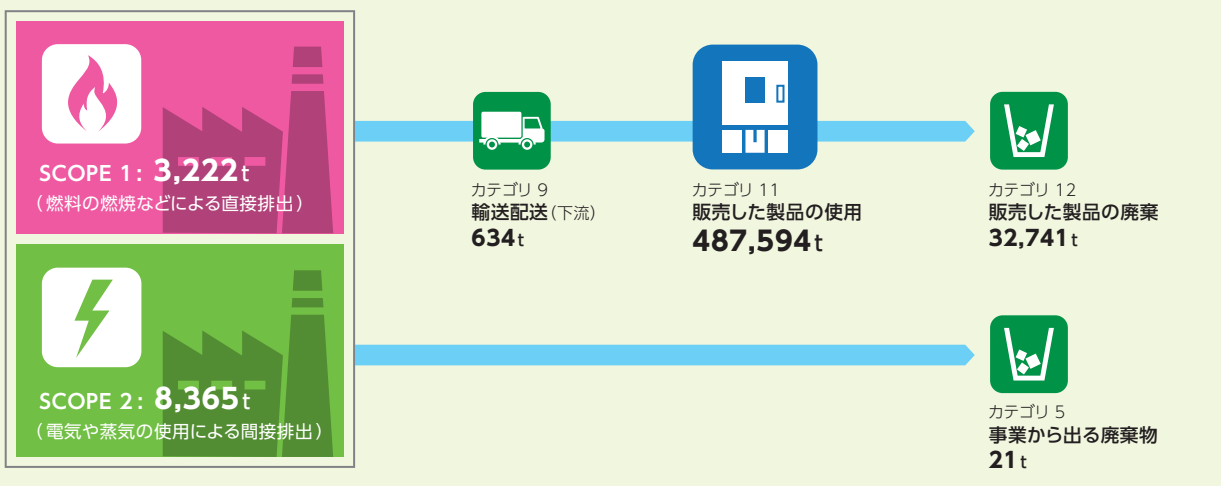 SCOPE 1: 3,222t
（燃料の燃焼などによる直接排出）
カテゴリ 9
輸送配送（下流）
634t
カテゴリ 11
販売した製品の使用
487,594t
カテゴリ 12
販売した製品の廃棄
32,741t
SCOPE 2: 8,365t
（電気や蒸気の使用による間接排出）
カテゴリ 5
事業から出る廃棄物
21t